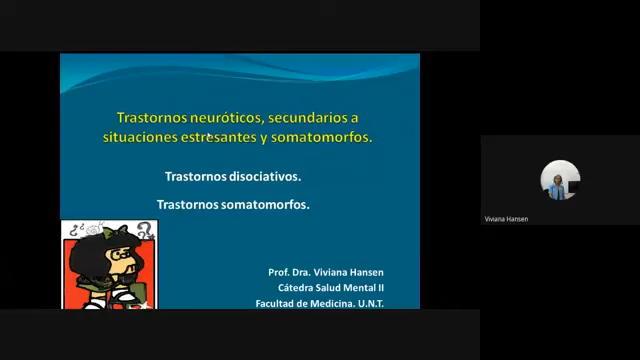 Trastornos neuróticos, secundarios a
situaciones estresantes y somatomorfos.
Trastornos disociativos.
Trastornos somatomorfos.
Prof. Dra. Viviana Hansen
Cátedra Salud Mental II
Facultad de Medicina. U.N.T.
Viviana Hansen